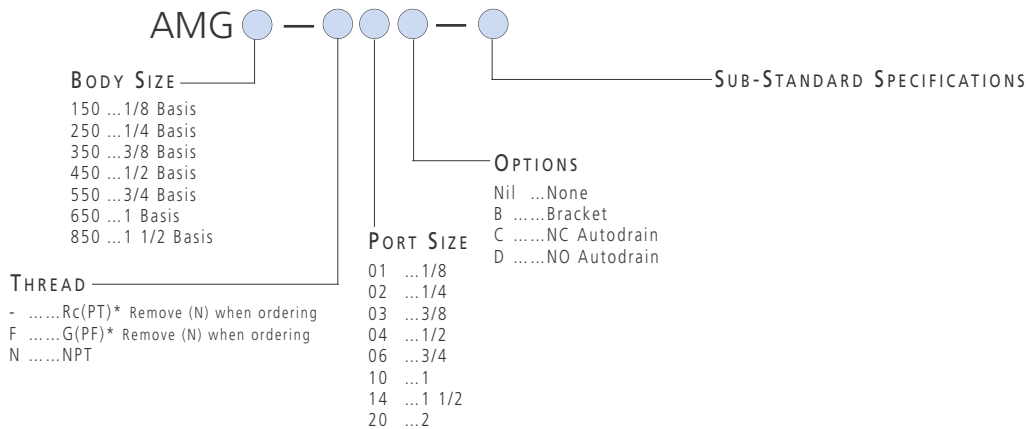 AMG — —
BODY SIZE
150 ...1/8 Basis
250 ...1/4 Basis
350 ...3/8 Basis
450 ...1/2 Basis
550 ...3/4 Basis
650 ...1 Basis
850 ...1 1/2 Basis
THREAD
- ......Rc(PT)* Remove (N) when ordering
F ......G(PF)* Remove (N) when ordering
N ......NPT
PORT SIZE
01 ...1/8
02 ...1/4
03 ...3/8
04 ...1/2
06 ...3/4
10 ...1
14 ...1 1/2
20 ...2
OPTIONS
Nil ...None
B ......Bracket
C ......NC Autodrain
D ......NO Autodrain
SUB-STANDARD SPECIFICATIONS